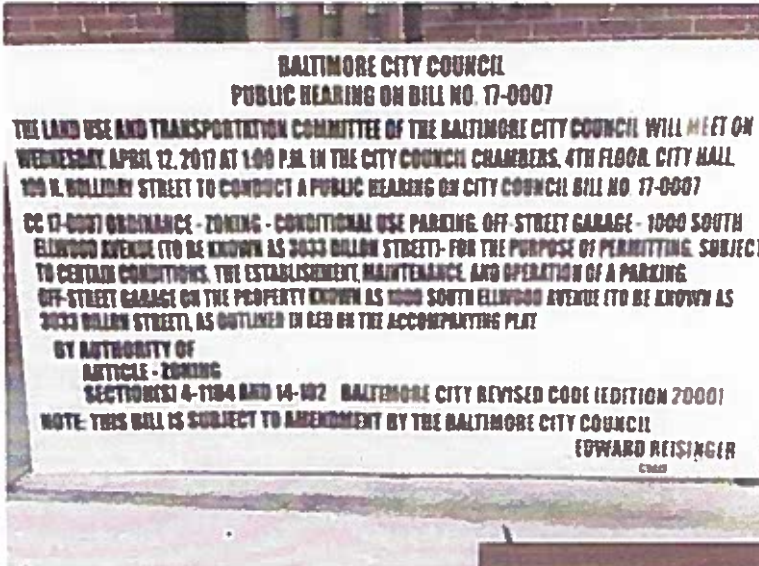 BALTIMORE CITY COUNCIL
PUBLIC HEARING ON BILL NO. 17-0007
THE LAND USE AND TRANSPORTATION COMMITTEE OF THE BALTIMORE CITY COUNCIL WILL MEET ON
WEDNESDAY, APRIL 12, 2017 AT 1:00 P.M. IN THE CITY COUNCIL CHAMBERS, 4TH FLOOR, CITY HALL,
100 N. HOLLIDAY STREET TO CONDUCT A PUBLIC HEARING ON CITY COUNCIL BILL NO. 17-0007
CC 17-0007 ORDINANCE - ZONING - CONDITIONAL USE PARKING, OFF-STREET GARAGE - 1000 SOUTH
ELLWOOD AVENUE (TO BE KNOWN AS 3033 DILLON STREET)- FOR THE PURPOSE OF PERMITTING, SUBJECT
TO CERTAIN CONDITIONS, THE ESTABLISHMENT, MAINTENANCE, AND OPERATION OF A PARKING,
OFF-STREET GARAGE ON THE PROPERTY KNOWN AS 1000 SOUTH ELLWOOD AVENUE (TO BE KNOWN AS
3033 DILLON STREET), AS OUTLINED IN RED ON THE ACCOMPANYING PLAT
BY AUTHORITY OF
ARTICLE - ZONING
SECTION(S) 4-1104 AND 14-102 BALTIMORE CITY REVISED CODE (EDITION 2000)
NOTE: THIS BILL IS SUBJECT TO AMENDMENT BY THE BALTIMORE CITY COUNCIL
EDWARD REISINGER